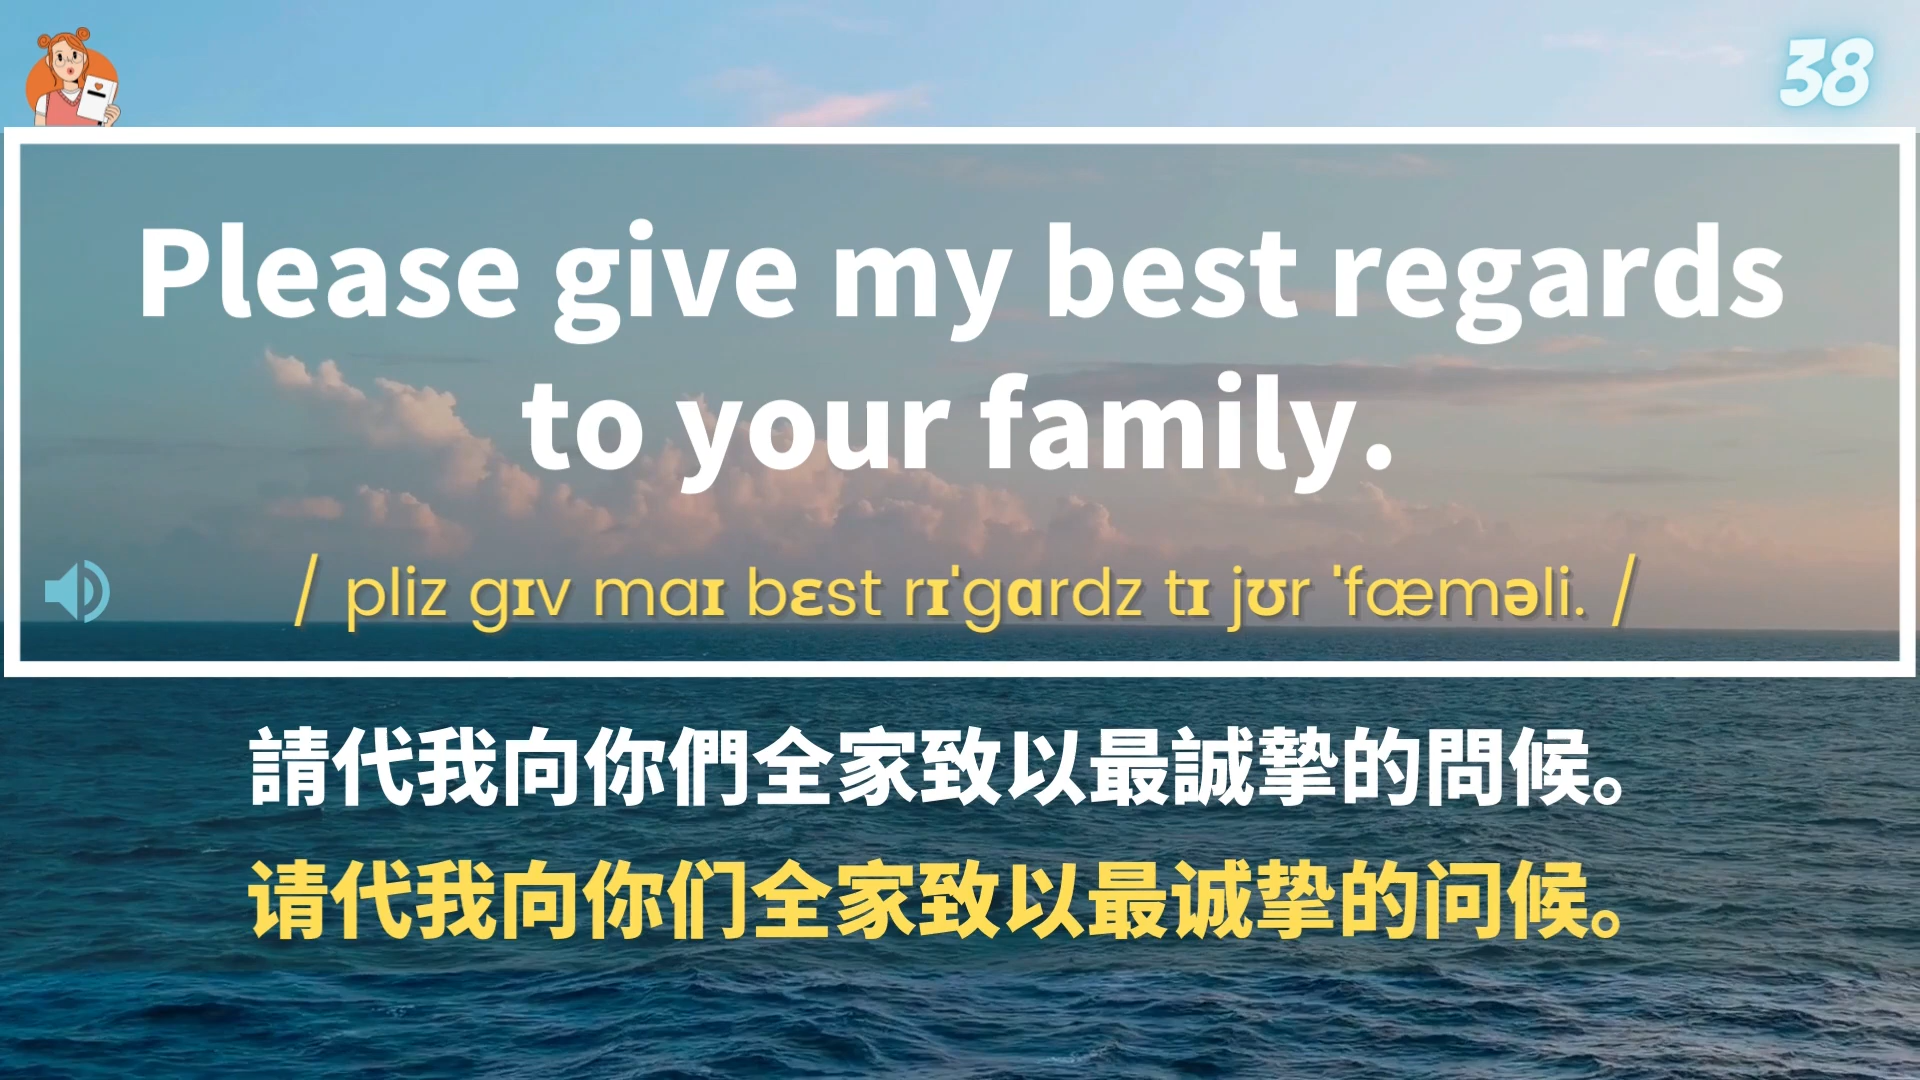 38
Please give my best regards
to your family.
/ pliz gɪv maɪ bɛst rɪˈgɑrdz tɪ jʊr ˈfæməli. /
請代我向你們全家致以最誠摯的問候。
请代我向你们全家致以最诚挚的问候。